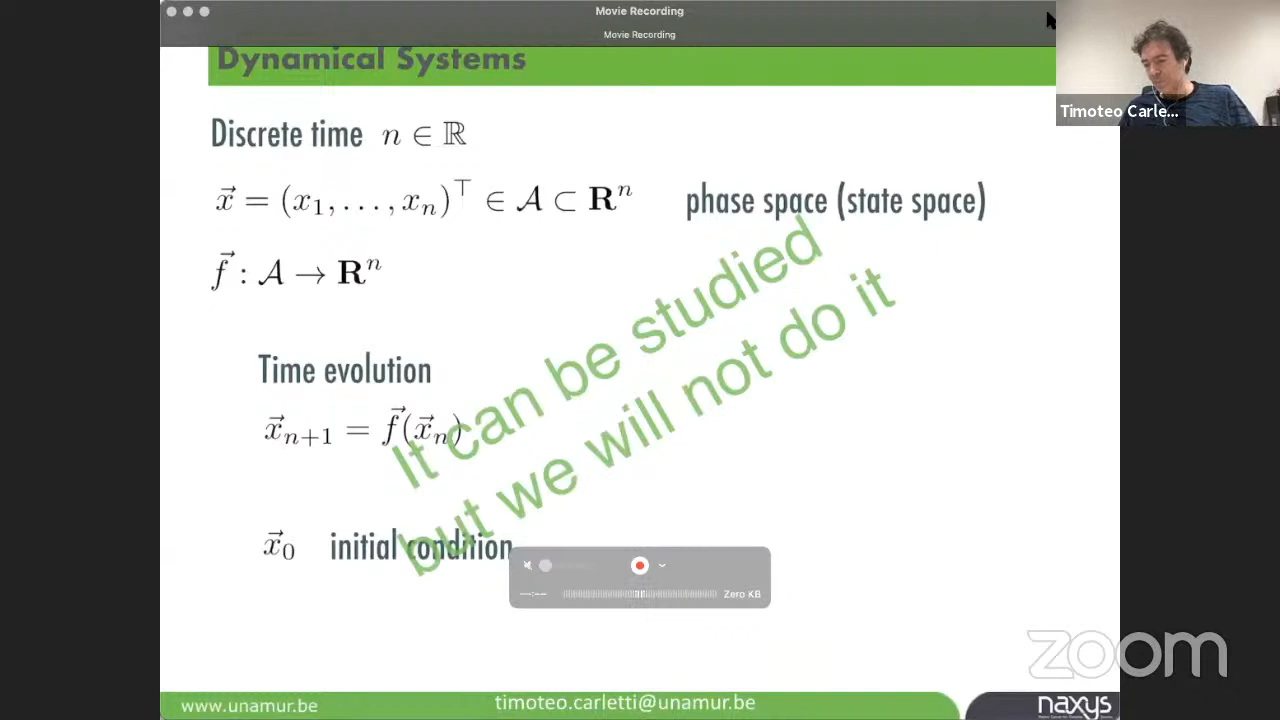 Movie Recording
Movie Recording
Dynamical Systems
Timoteo Carle...
Discrete time n ∈ ℝ
x⃗ = (x₁, . . . , xₙ)⊤ ∈ 𝒜 ⊂ 𝐑ⁿ phase space (state space)
f⃗ : 𝒜 → 𝐑ⁿ
It can be studied
but we will not do it
Time evolution
x⃗ₙ₊₁ = f⃗(x⃗ₙ)
x⃗₀ initial condition
--:-- Zero KB
zoom
www.unamur.be timoteo.carletti@unamur.be naxys